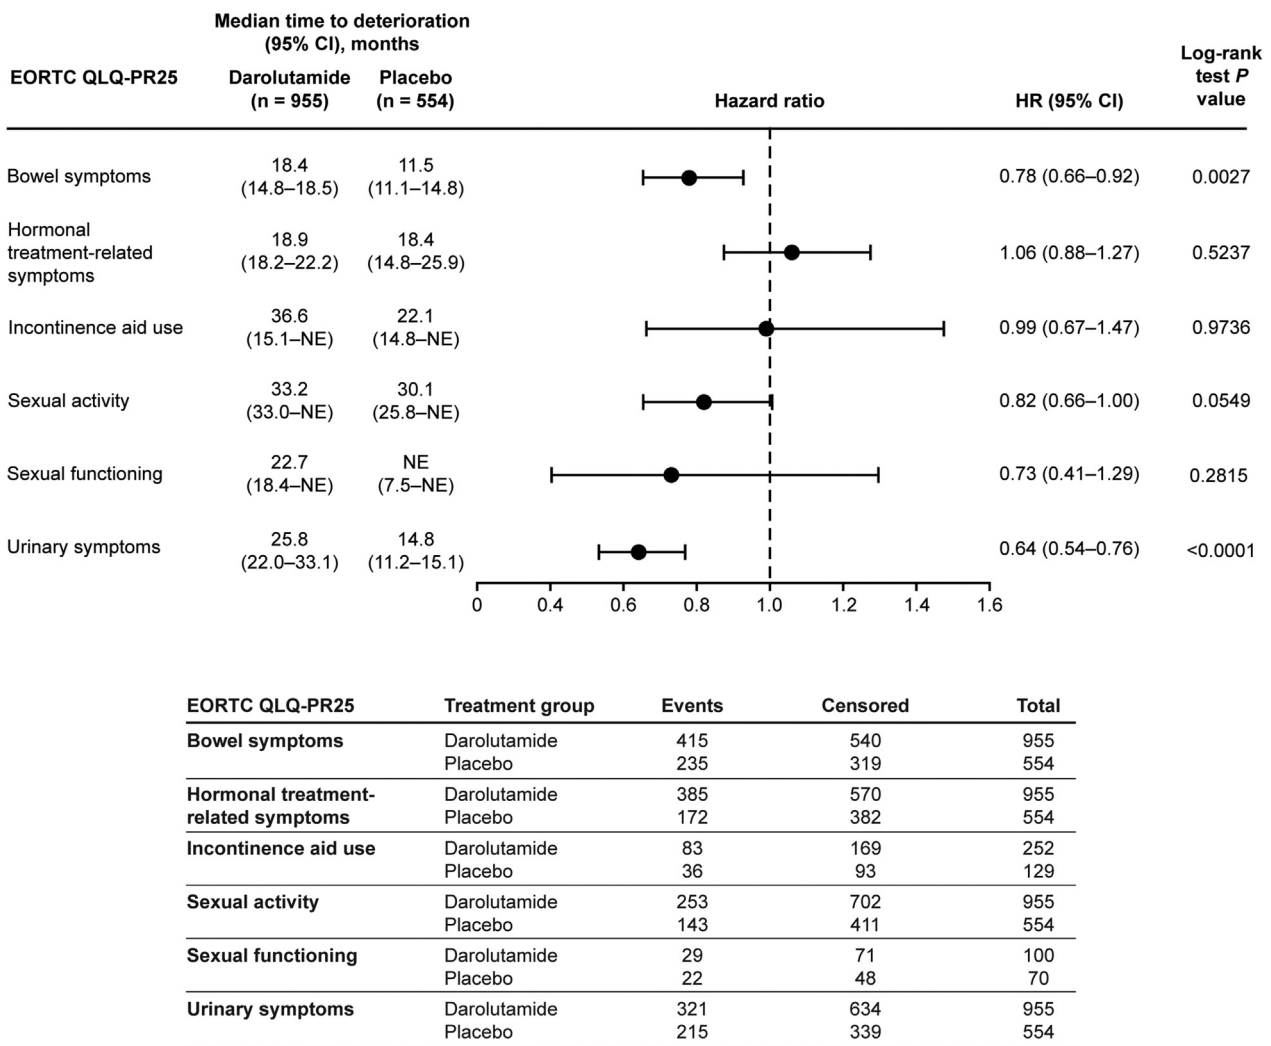 Median time to deterioration
(95% CI), months
EORTC QLQ-PR25 Darolutamide Placebo Log-rank
(n = 955) (n = 554) Hazard ratio HR (95% CI) test P
value
Bowel symptoms 18.4 11.5 0.78 (0.66–0.92) 0.0027
(14.8–18.5) (11.1–14.8)
Hormonal
treatment-related 18.9 18.4 1.06 (0.88–1.27) 0.5237
symptoms (18.2–22.2) (14.8–25.9)
Incontinence aid use 36.6 22.1 0.99 (0.67–1.47) 0.9736
(15.1–NE) (14.8–NE)
Sexual activity 33.2 30.1 0.82 (0.66–1.00) 0.0549
(33.0–NE) (25.8–NE)
Sexual functioning 22.7 NE 0.73 (0.41–1.29) 0.2815
(18.4–NE) (7.5–NE)
Urinary symptoms 25.8 14.8 0.64 (0.54–0.76) <0.0001
(22.0–33.1) (11.2–15.1)
0 0.4 0.6 0.8 1.0 1.2 1.4 1.6
EORTC QLQ-PR25 Treatment group Events Censored Total
Bowel symptoms Darolutamide 415 540 955
Placebo 235 319 554
Hormonal treatment- Darolutamide 385 570 955
related symptoms Placebo 172 382 554
Incontinence aid use Darolutamide 83 169 252
Placebo 36 93 129
Sexual activity Darolutamide 253 702 955
Placebo 143 411 554
Sexual functioning Darolutamide 29 71 100
Placebo 22 48 70
Urinary symptoms Darolutamide 321 634 955
Placebo 215 339 554